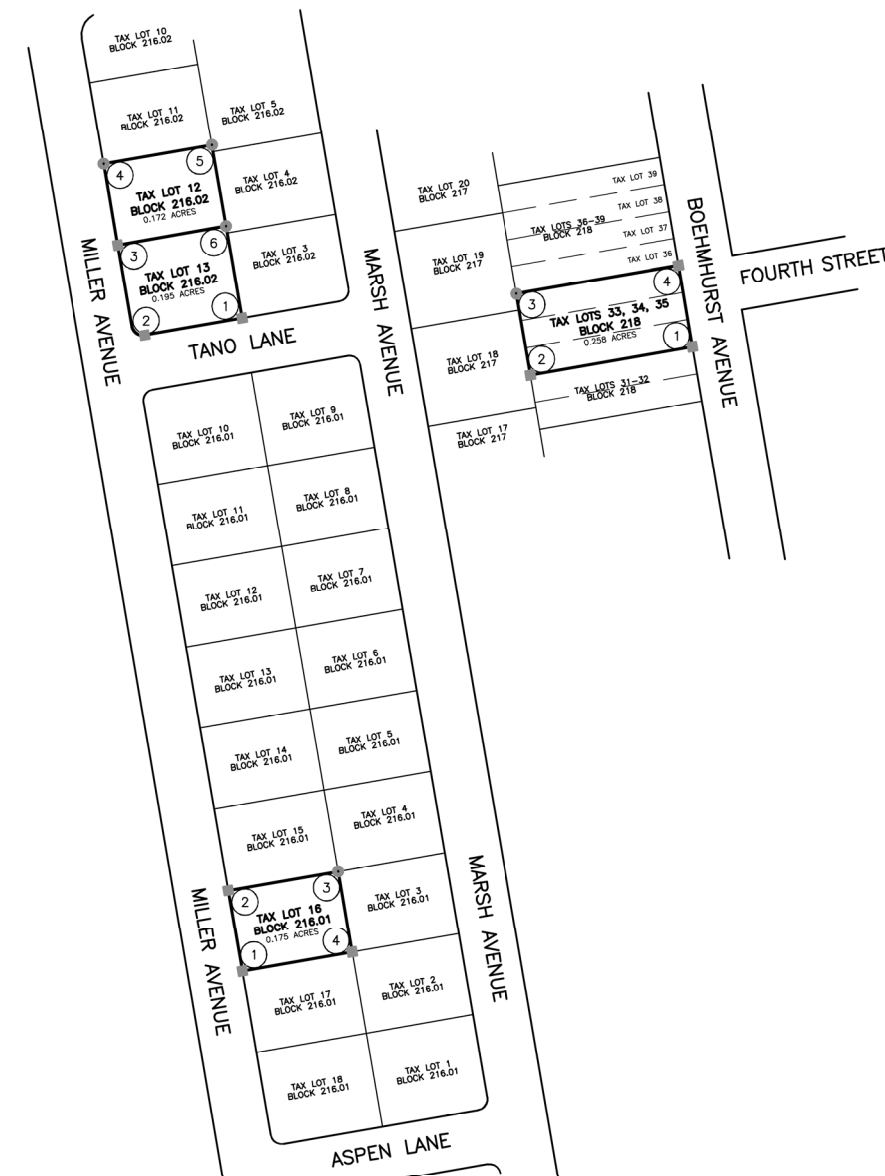 TAX LOT 10
BLOCK 216.02
TAX LOT 11
BLOCK 216.02
TAX LOT 5
BLOCK 216.02
4
5
TAX LOT 12
BLOCK 216.02
0.172 ACRES
TAX LOT 4
BLOCK 216.02
3
6
TAX LOT 13
BLOCK 216.02
0.195 ACRES
2
1
TAX LOT 3
BLOCK 216.02
MILLER AVENUE
TANO LANE
MARSH AVENUE
TAX LOT 20
BLOCK 217
TAX LOT 19
BLOCK 217
TAX LOT 18
BLOCK 217
TAX LOT 17
BLOCK 217
TAX LOT 39
TAX LOT 38
TAX LOTS 36-39
BLOCK 218
TAX LOT 37
TAX LOT 36
3
4
TAX LOTS 33, 34, 35
BLOCK 218
0.258 ACRES
2
1
TAX LOTS 31-32
BLOCK 218
BOEHMHURST AVENUE
FOURTH STREET
TAX LOT 10
BLOCK 216.01
TAX LOT 9
BLOCK 216.01
TAX LOT 11
BLOCK 216.01
TAX LOT 8
BLOCK 216.01
TAX LOT 12
BLOCK 216.01
TAX LOT 7
BLOCK 216.01
TAX LOT 13
BLOCK 216.01
TAX LOT 6
BLOCK 216.01
TAX LOT 14
BLOCK 216.01
TAX LOT 5
BLOCK 216.01
TAX LOT 15
BLOCK 216.01
TAX LOT 4
BLOCK 216.01
2
3
TAX LOT 16
BLOCK 216.01
0.175 ACRES
1
4
TAX LOT 3
BLOCK 216.01
MILLER AVENUE
MARSH AVENUE
TAX LOT 17
BLOCK 216.01
TAX LOT 2
BLOCK 216.01
TAX LOT 18
BLOCK 216.01
TAX LOT 1
BLOCK 216.01
ASPEN LANE